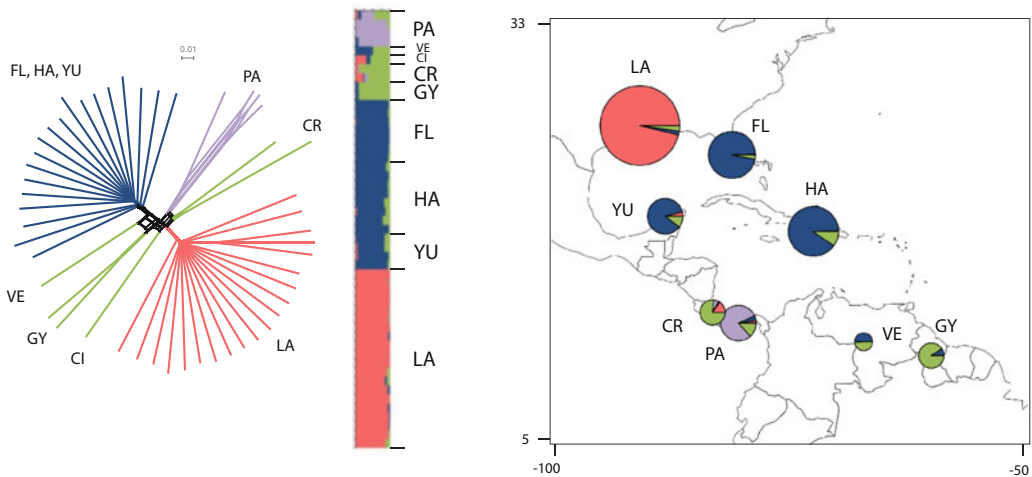 0.01
FL, HA, YU
PA
CR
VE
GY
CI
LA
PA
VE
CI
CR
GY
FL
HA
YU
LA
33
LA
FL
YU
HA
CR
PA
VE
GY
5
-100
-50